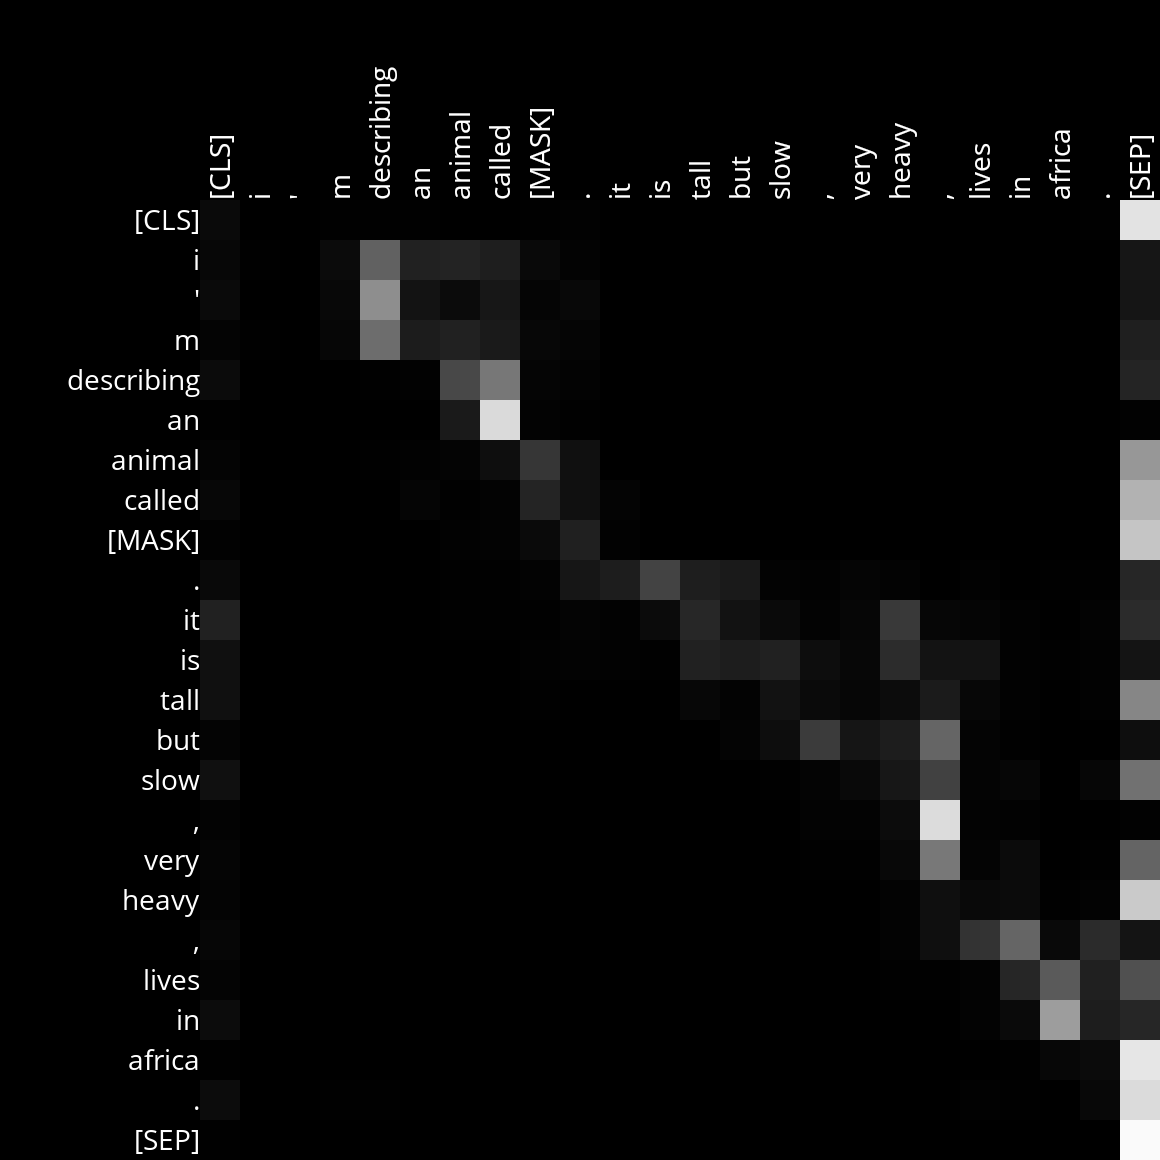 [CLS] i ' m describing an animal called [MASK] . it is tall but slow , very heavy , lives in africa . [SEP]
[CLS]
i
'
m
describing
an
animal
called
[MASK]
.
it
is
tall
but
slow
,
very
heavy
,
lives
in
africa
.
[SEP]